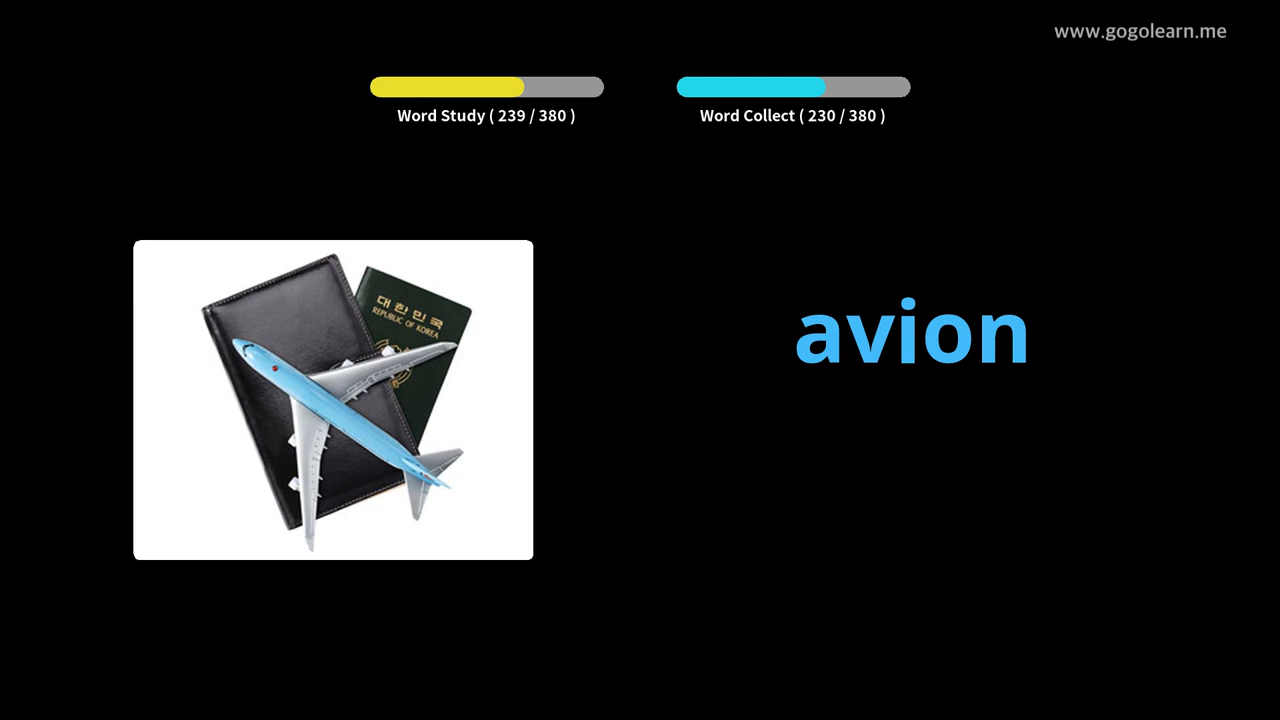 www.gogolearn.me
Word Study ( 239 / 380 )
Word Collect ( 230 / 380 )
대한민국
REPUBLIC OF KOREA
avion